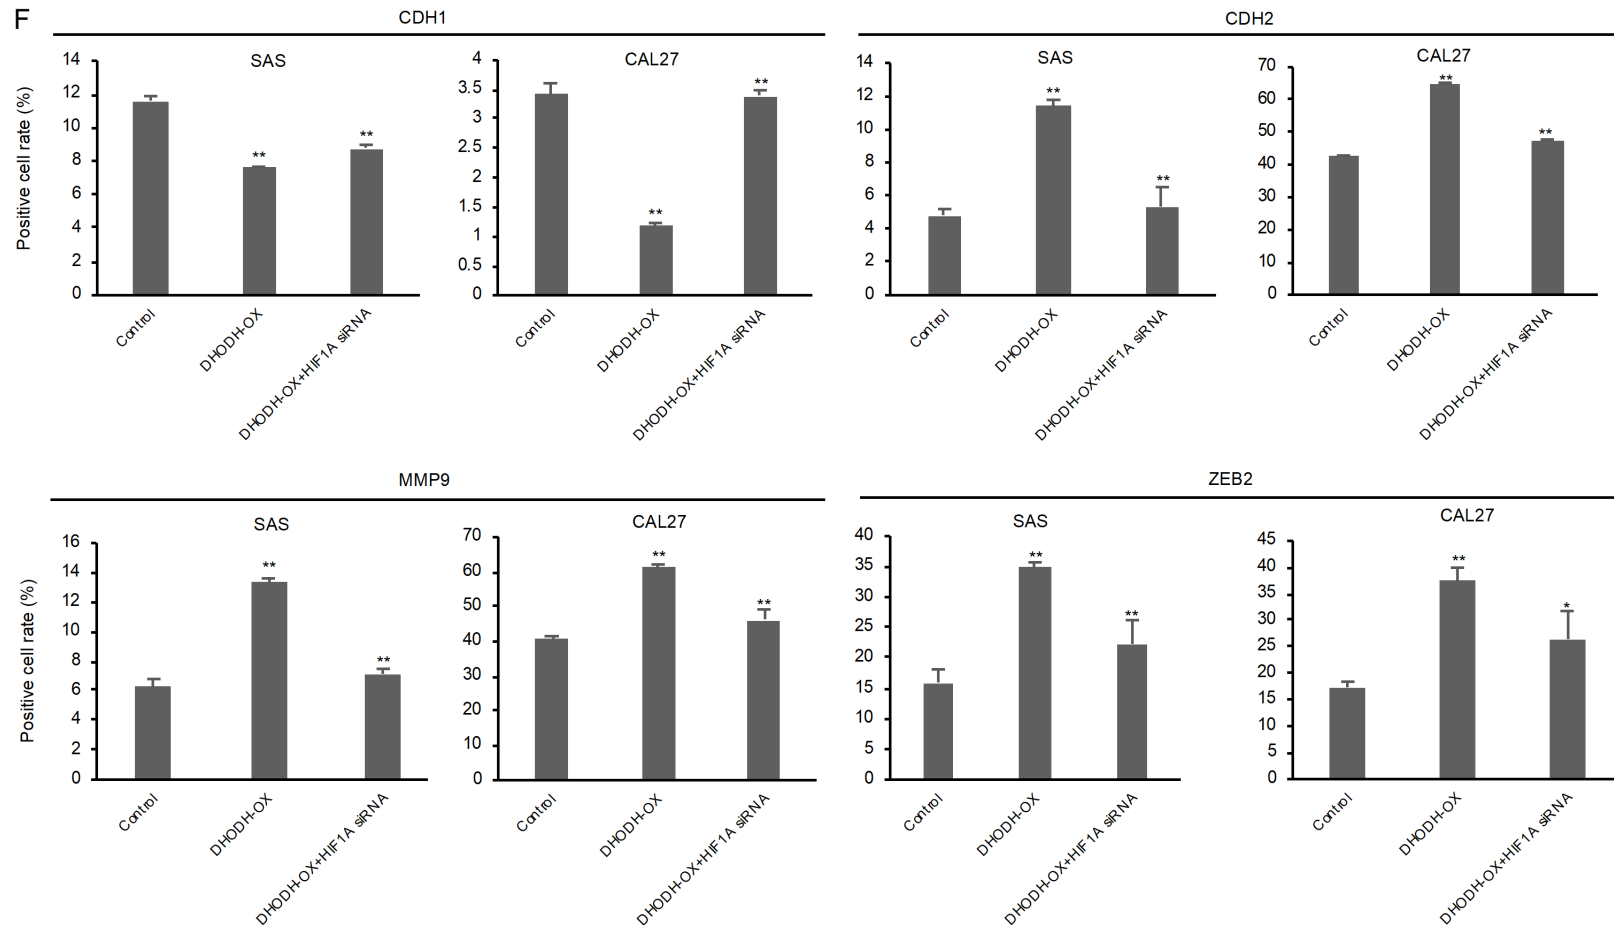 F
CDH1
CDH2
SAS
CAL27
SAS
CAL27
Positive cell rate (%)
14
12
10
8
6
4
2
0
**
**
Control
DHODH-OX
DHODH-OX+HIF1A siRNA
4
3.5
3
2.5
2
1.5
1
0.5
0
**
**
Control
DHODH-OX
DHODH-OX+HIF1A siRNA
14
12
10
8
6
4
2
0
**
**
Control
DHODH-OX
DHODH-OX+HIF1A siRNA
70
60
50
40
30
20
10
0
**
**
Control
DHODH-OX
DHODH-OX+HIF1A siRNA
MMP9
ZEB2
SAS
CAL27
SAS
CAL27
Positive cell rate (%)
16
14
12
10
8
6
4
2
0
**
**
Control
DHODH-OX
DHODH-OX+HIF1A siRNA
70
60
50
40
30
20
10
0
**
**
Control
DHODH-OX
DHODH-OX+HIF1A siRNA
40
35
30
25
20
15
10
5
0
**
**
Control
DHODH-OX
DHODH-OX+HIF1A siRNA
45
40
35
30
25
20
15
10
5
0
**
*
Control
DHODH-OX
DHODH-OX+HIF1A siRNA